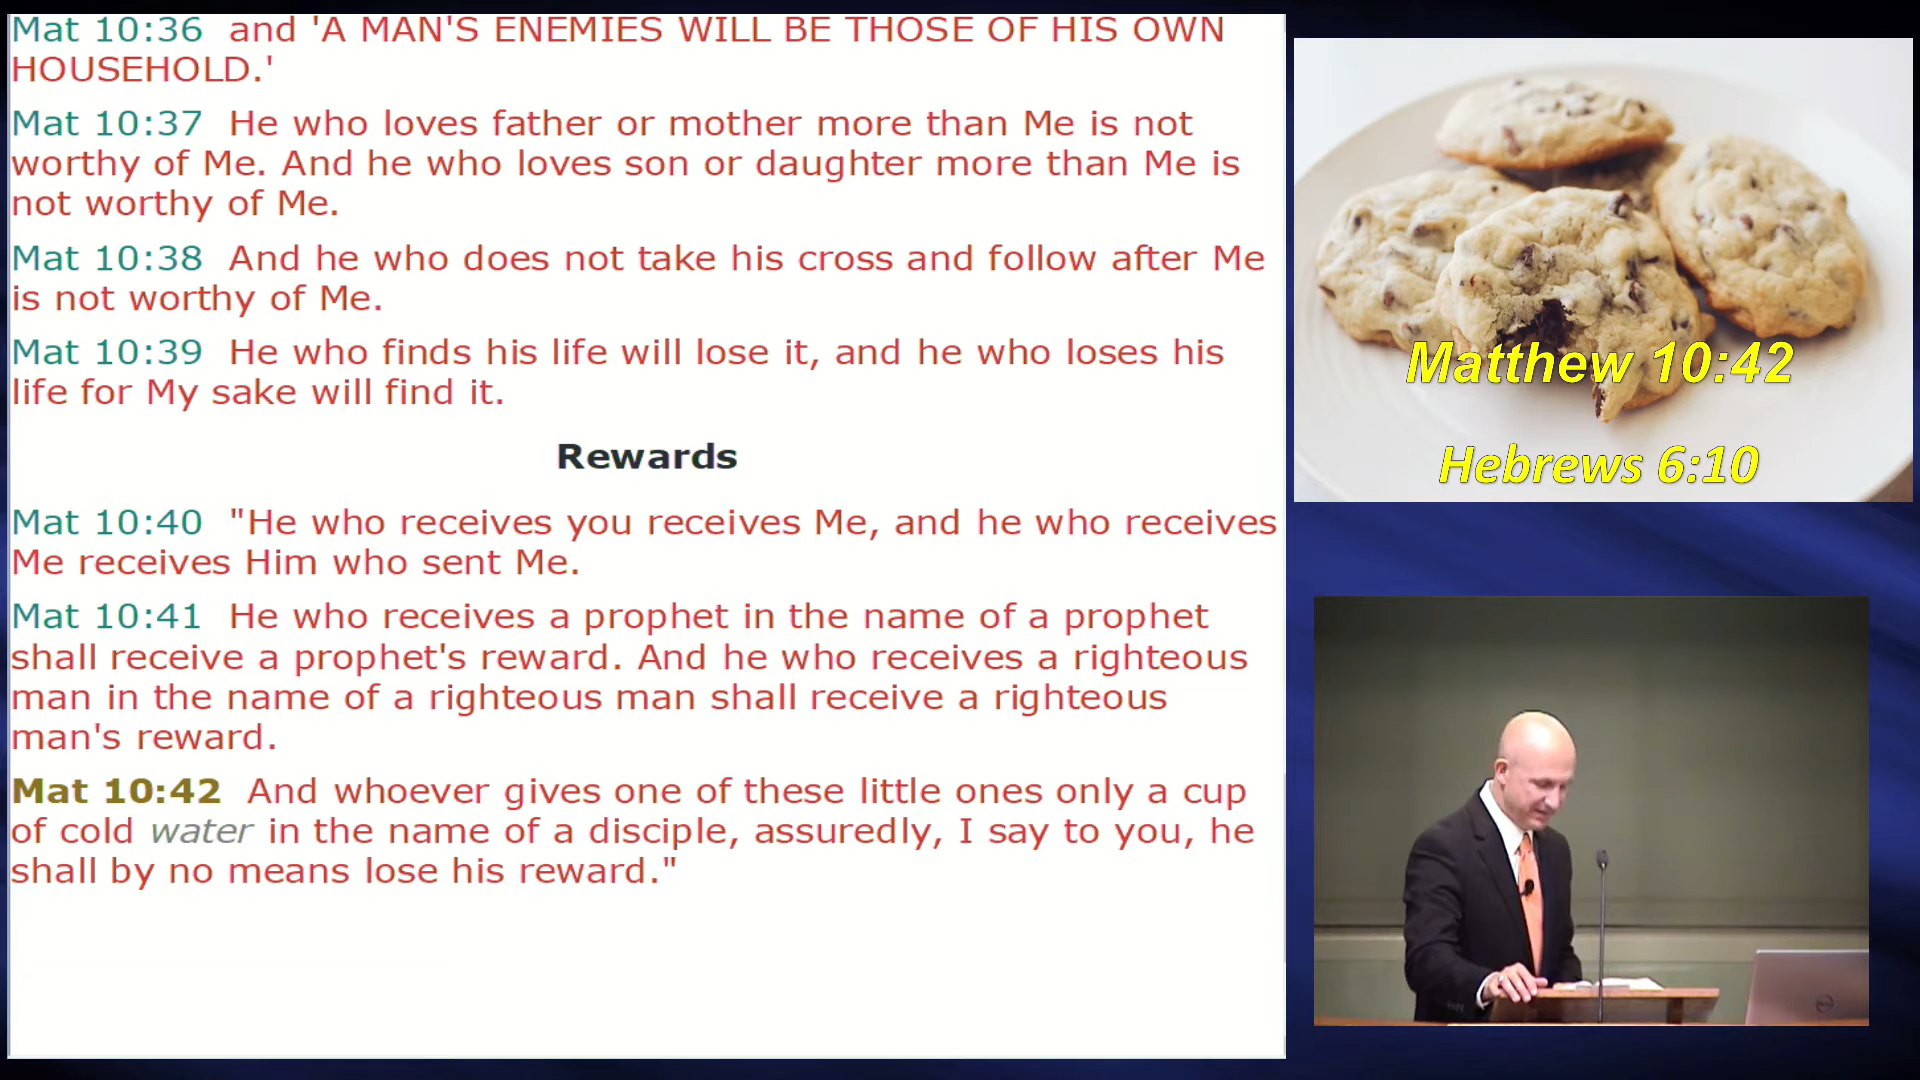 Mat 10:36 and 'A MAN'S ENEMIES WILL BE THOSE OF HIS OWN
HOUSEHOLD.'
Mat 10:37 He who loves father or mother more than Me is not
worthy of Me. And he who loves son or daughter more than Me is
not worthy of Me.
Mat 10:38 And he who does not take his cross and follow after Me
is not worthy of Me.
Mat 10:39 He who finds his life will lose it, and he who loses his
life for My sake will find it.
Rewards
Mat 10:40 "He who receives you receives Me, and he who receives
Me receives Him who sent Me.
Mat 10:41 He who receives a prophet in the name of a prophet
shall receive a prophet's reward. And he who receives a righteous
man in the name of a righteous man shall receive a righteous
man's reward.
Mat 10:42 And whoever gives one of these little ones only a cup
of cold water in the name of a disciple, assuredly, I say to you, he
shall by no means lose his reward."
Matthew 10:42
Hebrews 6:10